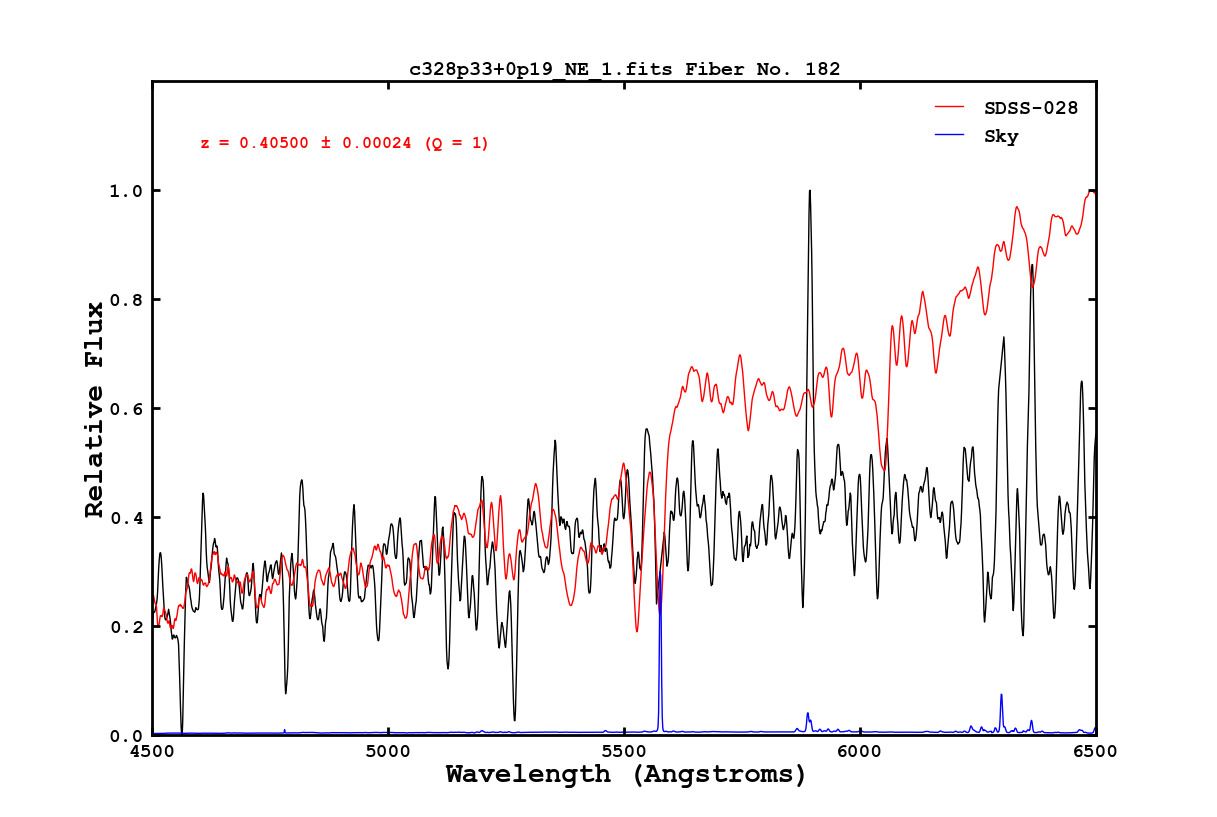 c328p33+0p19_NE_1.fits Fiber No. 182
SDSS-028
Sky
z = 0.40500 ± 0.00024 (Q = 1)
1.0
0.8
0.6
0.4
0.2
0.0
Relative Flux
4500 5000 5500 6000 6500
Wavelength (Angstroms)